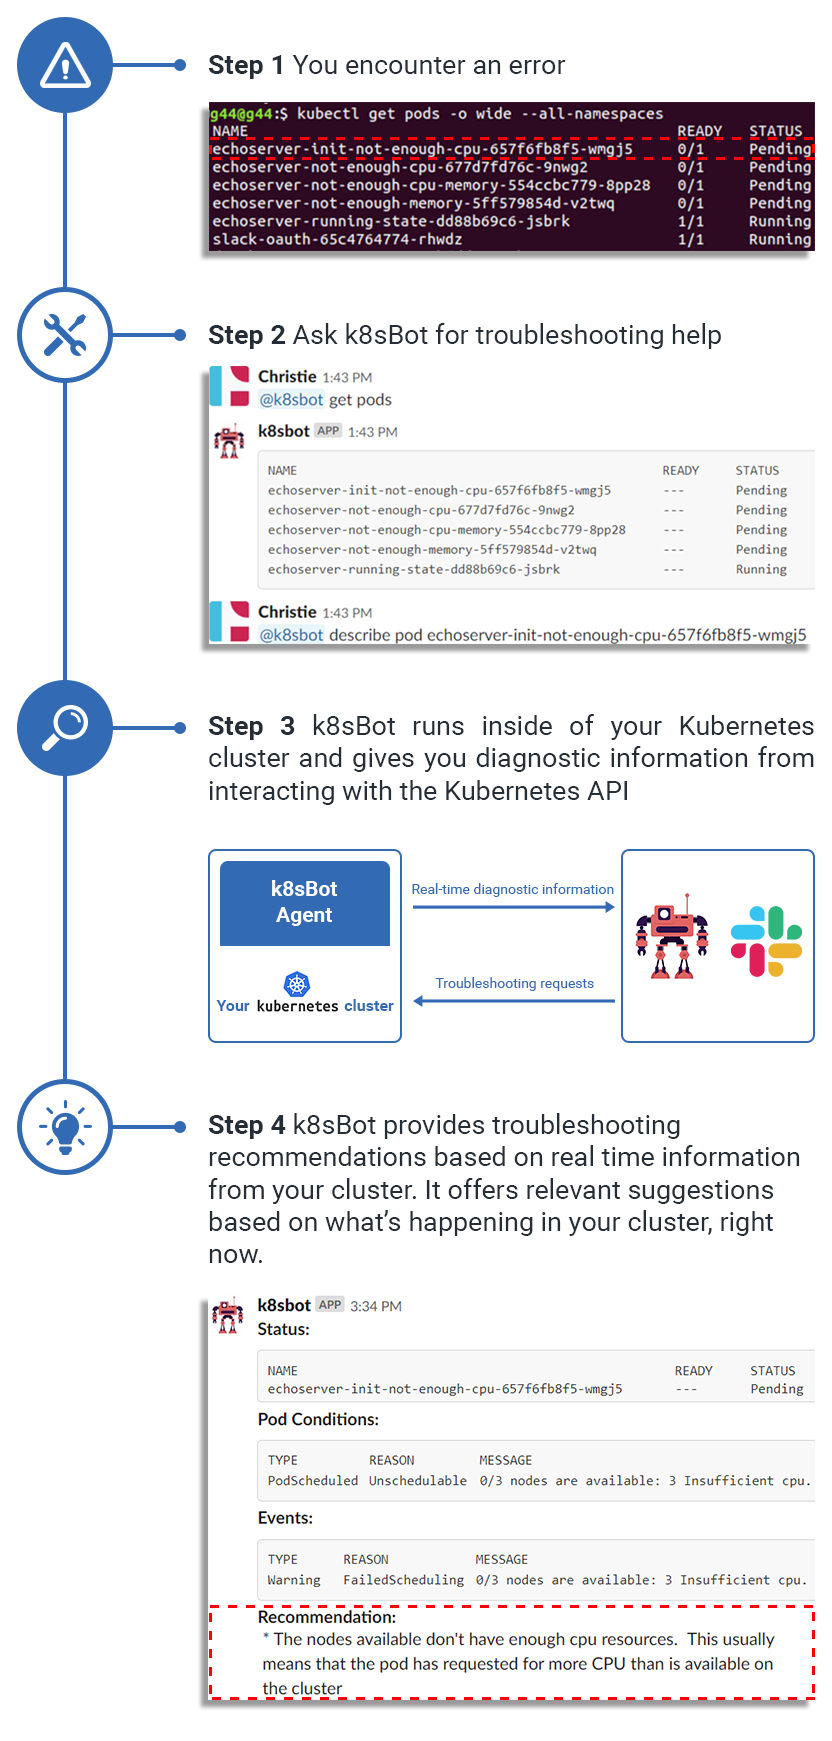 Step 1 You encounter an error
g44@g44:$ kubectl get pods -o wide --all-namespaces
NAME READY STATUS
echoserver-init-not-enough-cpu-657f6fb8f5-wmgj5 0/1 Pending
echoserver-not-enough-cpu-677d7fd76c-9nwg2 0/1 Pending
echoserver-not-enough-cpu-memory-554ccbc779-8pp28 0/1 Pending
echoserver-not-enough-memory-5ff579854d-v2twq 0/1 Pending
echoserver-running-state-dd88b69c6-jsbrk 1/1 Running
slack-oauth-65c4764774-rhwdz 1/1 Running
Step 2 Ask k8sBot for troubleshooting help
Christie 1:43 PM
@k8sbot get pods
k8sbot APP 1:43 PM
NAME READY STATUS
echoserver-init-not-enough-cpu-657f6fb8f5-wmgj5 --- Pending
echoserver-not-enough-cpu-677d7fd76c-9nwg2 --- Pending
echoserver-not-enough-cpu-memory-554ccbc779-8pp28 --- Pending
echoserver-not-enough-memory-5ff579854d-v2twq --- Pending
echoserver-running-state-dd88b69c6-jsbrk --- Running
Christie 1:43 PM
@k8sbot describe pod echoserver-init-not-enough-cpu-657f6fb8f5-wmgj5
Step 3 k8sBot runs inside of your Kubernetes
cluster and gives you diagnostic information from
interacting with the Kubernetes API
k8sBot
Agent
Your kubernetes cluster
Real-time diagnostic information
Troubleshooting requests
Step 4 k8sBot provides troubleshooting
recommendations based on real time information
from your cluster. It offers relevant suggestions
based on what’s happening in your cluster, right
now.
k8sbot APP 3:34 PM
Status:
NAME READY STATUS
echoserver-init-not-enough-cpu-657f6fb8f5-wmgj5 --- Pending
Pod Conditions:
TYPE REASON MESSAGE
PodScheduled Unschedulable 0/3 nodes are available: 3 Insufficient cpu.
Events:
TYPE REASON MESSAGE
Warning FailedScheduling 0/3 nodes are available: 3 Insufficient cpu.
Recommendation:
* The nodes available don't have enough cpu resources. This usually
means that the pod has requested for more CPU than is available on
the cluster